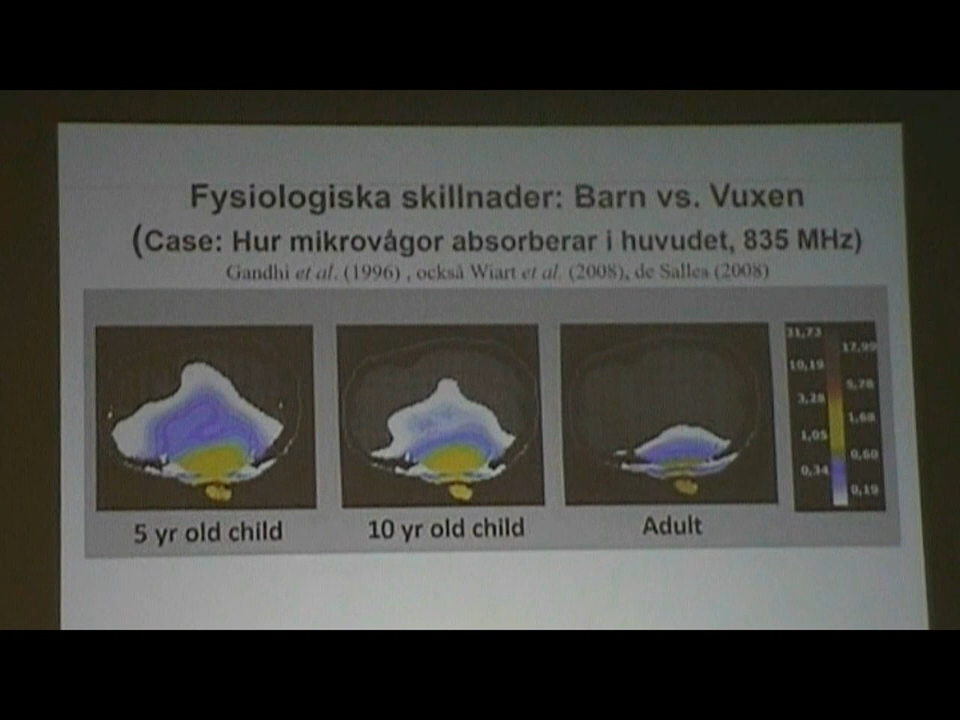 Fysiologiska skillnader: Barn vs. Vuxen
(Case: Hur mikrovågor absorberar i huvudet, 835 MHz)
Gandhi et al. (1996) , också Wiart et al. (2008), de Salles (2008)
31,73
17,99
10,19
5,78
3,28
1,68
1,05
0,60
0,34
0,19
5 yr old child
10 yr old child
Adult